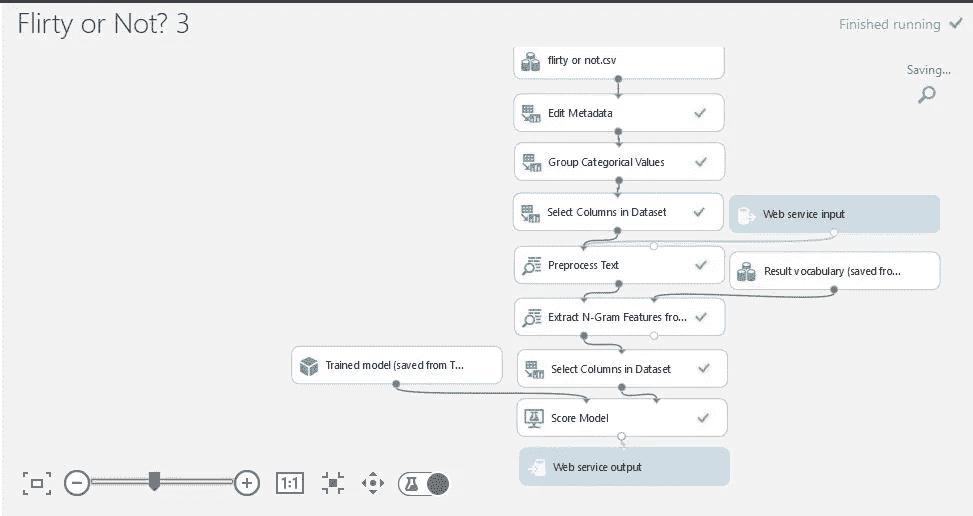 Flirty or Not? 3
Finished running
Saving...
flirty or not.csv
Edit Metadata
Group Categorical Values
Select Columns in Dataset
Web service input
Preprocess Text
Result vocabulary (saved fro...
Extract N-Gram Features fro...
Trained model (saved from T...
Select Columns in Dataset
Score Model
Web service output
1:1